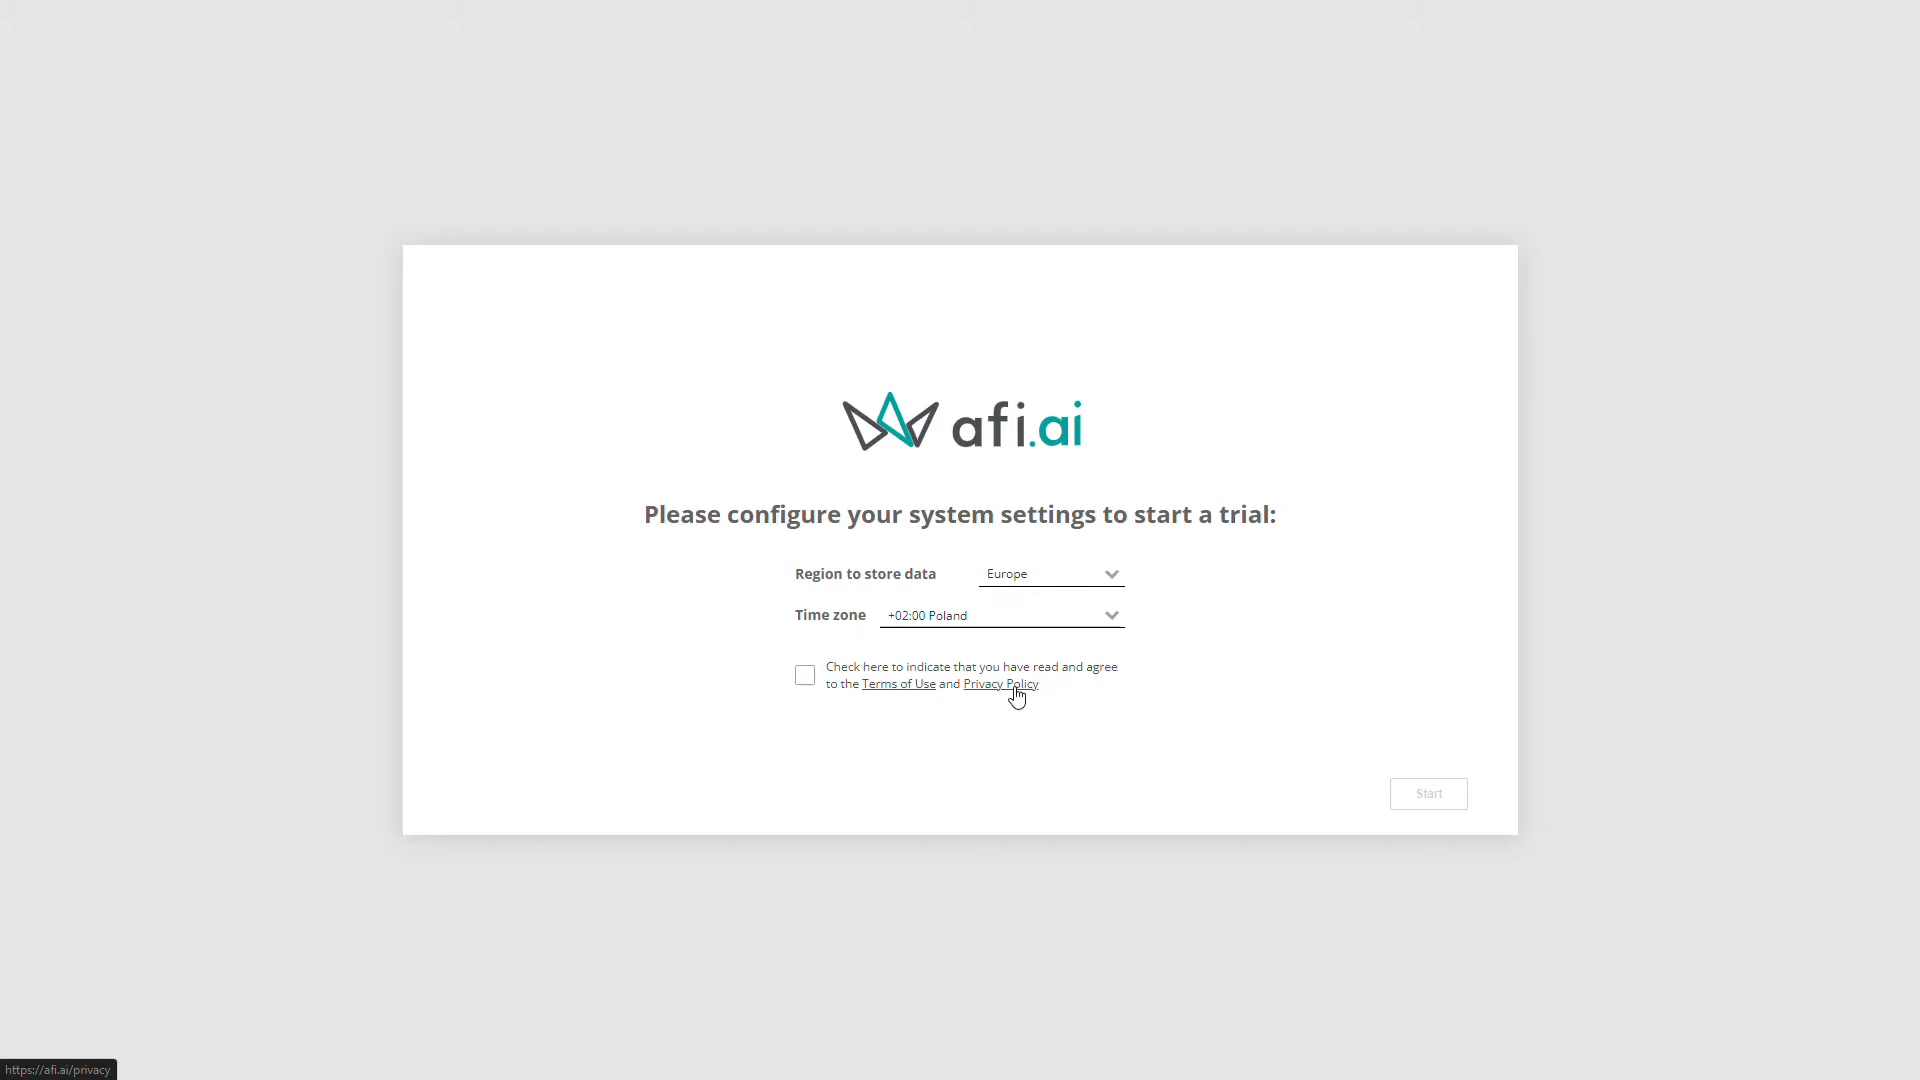 afi.ai
Please configure your system settings to start a trial:
Region to store data Europe
Time zone +02:00 Poland
Check here to indicate that you have read and agree
to the Terms of Use and Privacy Policy
Start
https://afi.ai/privacy